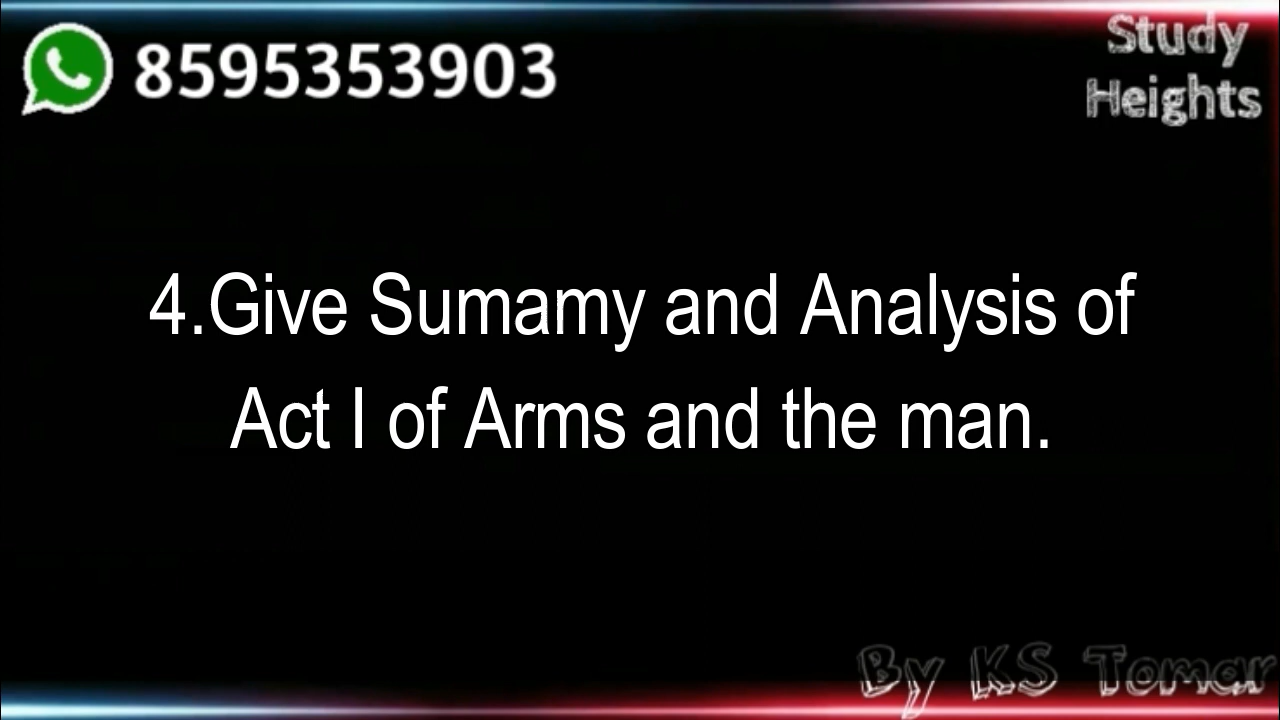 8595353903
Study
Heights
4.Give Sumamy and Analysis of
Act I of Arms and the man.
By KS Tomar